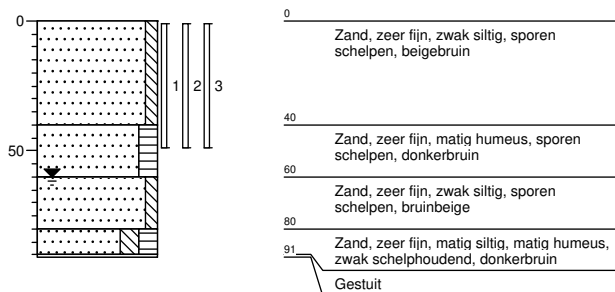 0
50
1 2 3
0
Zand, zeer fijn, zwak siltig, sporen
schelpen, beigebruin
40
Zand, zeer fijn, matig humeus, sporen
schelpen, donkerbruin
60
Zand, zeer fijn, zwak siltig, sporen
schelpen, bruinbeige
80
Zand, zeer fijn, matig siltig, matig humeus,
zwak schelphoudend, donkerbruin
91
Gestuit